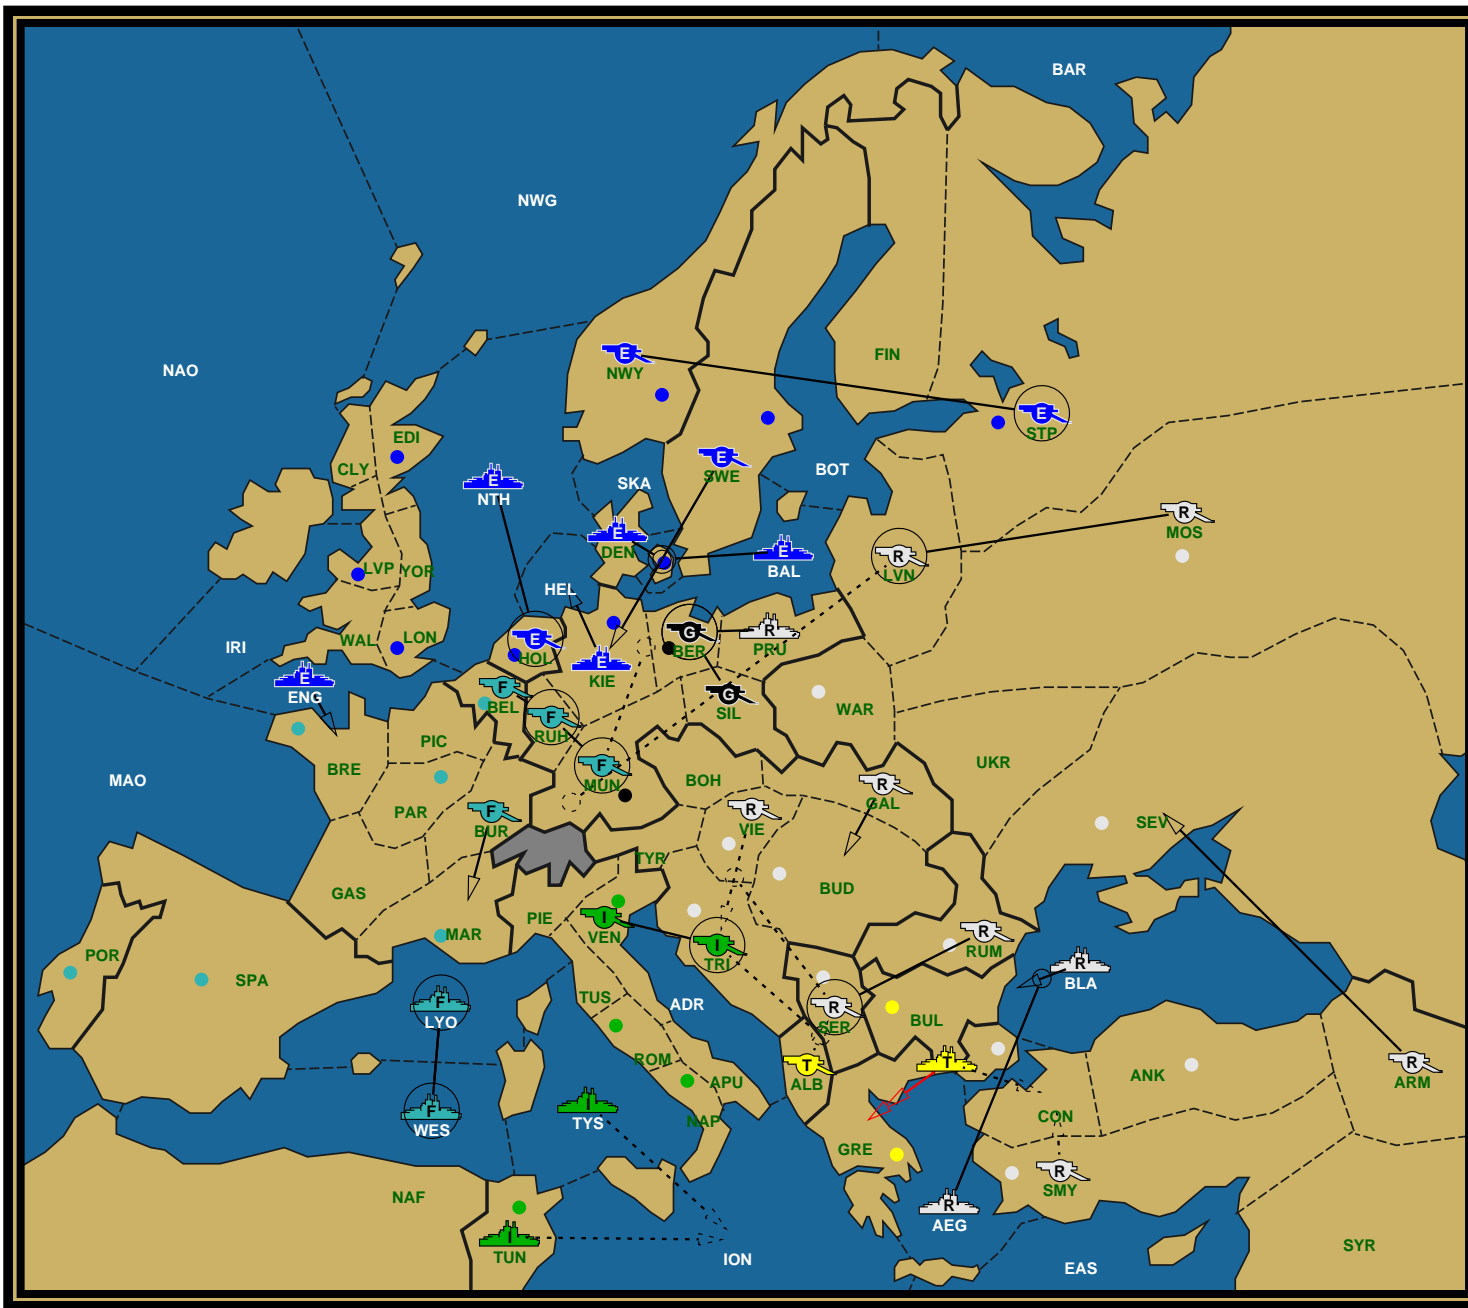 BAR
NWG
NAO
FIN
E
NWY
E
STP
EDI
CLY
E
SWE
BOT
SKA
E
NTH
R
MOS
E
DEN
E
BAL
R
LVN
LVP
YOR
HEL
IRI
WAL
LON
E
HOL
G
BER
R
PRU
E
ENG
E
KIE
F
BEL
G
SIL
WAR
F
RUH
PIC
BRE
F
MUN
BOH
UKR
MAO
R
GAL
PAR
F
BUR
R
VIE
SEV
TYR
BUD
GAS
PIE
I
VEN
MAR
I
TRI
R
RUM
POR
SPA
R
BLA
TUS
ADR
F
LYO
R
SER
BUL
ROM
APU
T
ALB
T
ANK
R
ARM
F
WES
I
TYS
NAP
CON
GRE
R
SMY
NAF
R
AEG
I
TUN
ION
EAS
SYR